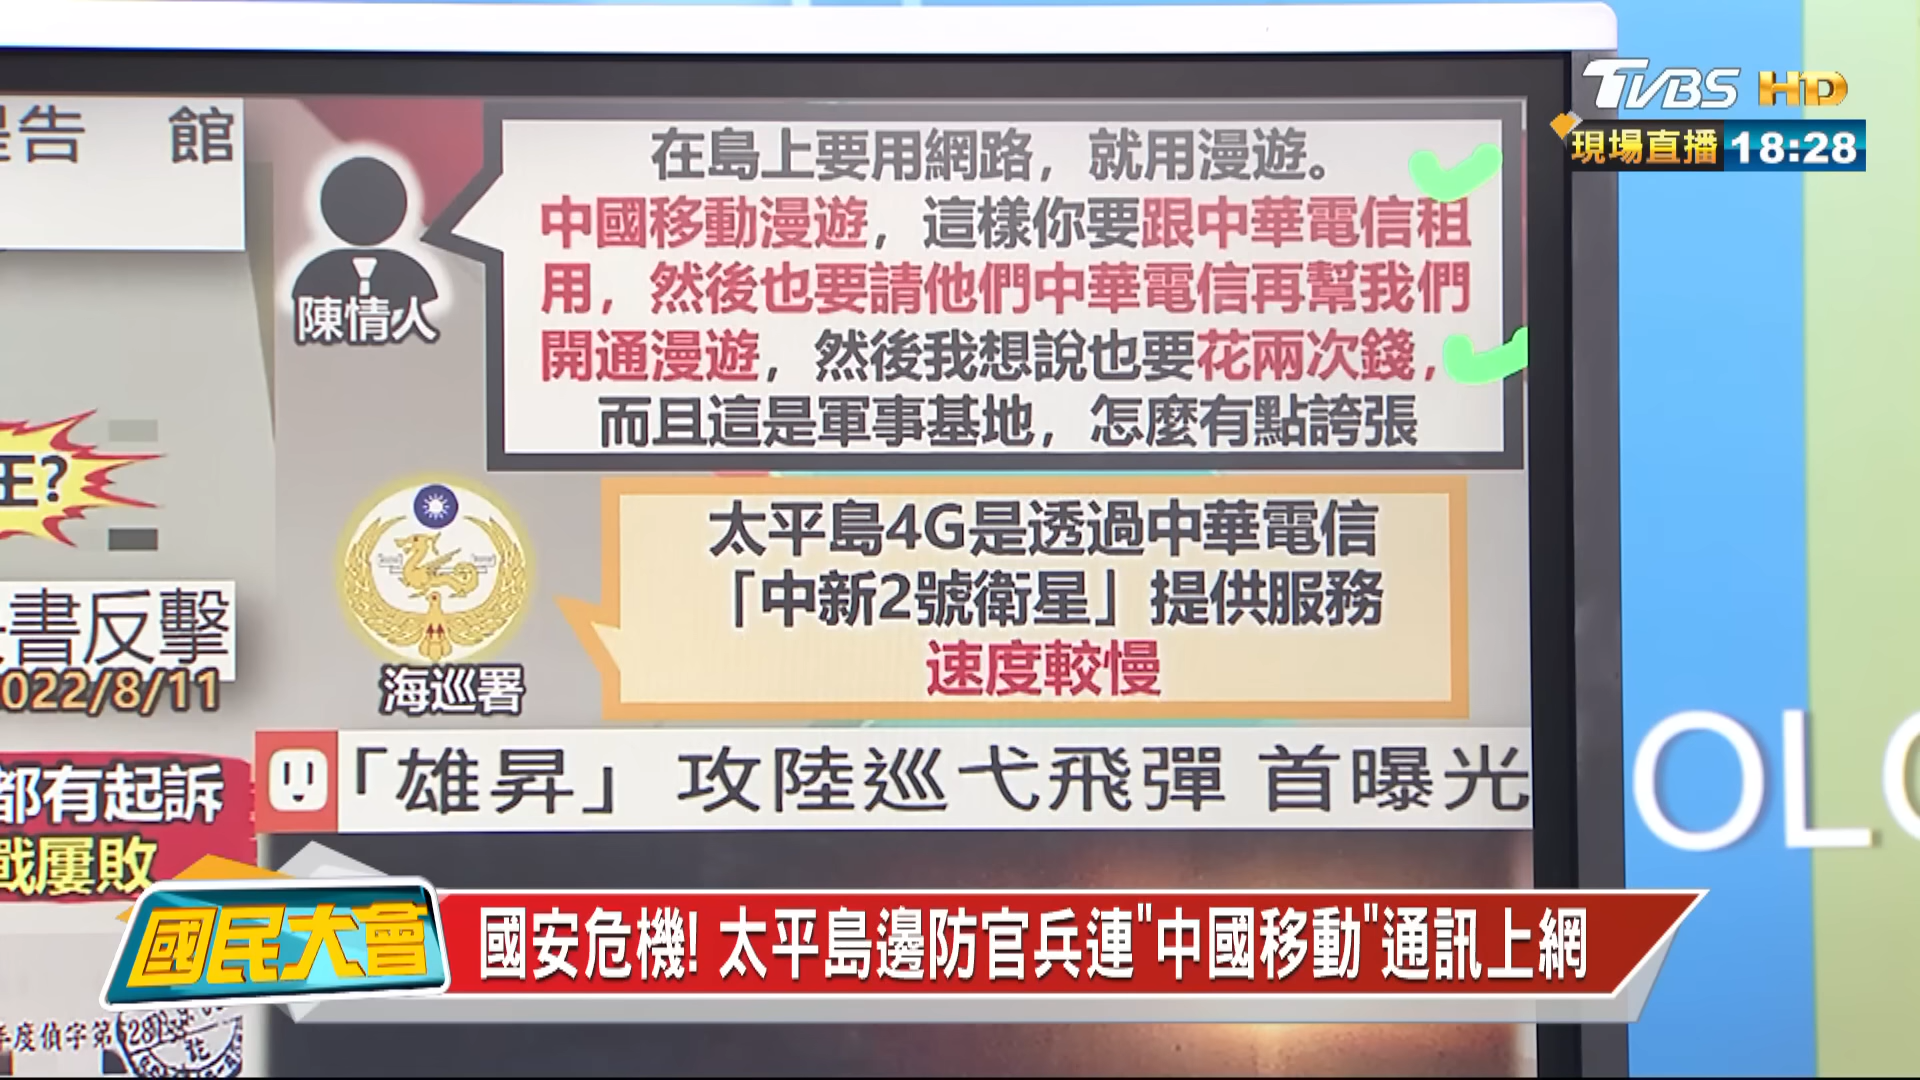 TVBS HD
現場直播 18:28
告 館
在島上要用網路，就用漫遊。
中國移動漫遊，這樣你要跟中華電信租
用，然後也要請他們中華電信再幫我們
開通漫遊，然後我想說也要花兩次錢，
而且這是軍事基地，怎麼有點誇張
陳情人
王?
太平島4G是透過中華電信
「中新2號衛星」提供服務
速度較慢
海巡署
書反擊
2022/8/11
「雄昇」攻陸巡弋飛彈 首曝光
都有起訴
戰屢敗
OLO
國民大會
國安危機! 太平島邊防官兵連"中國移動"通訊上網
年度偵字第